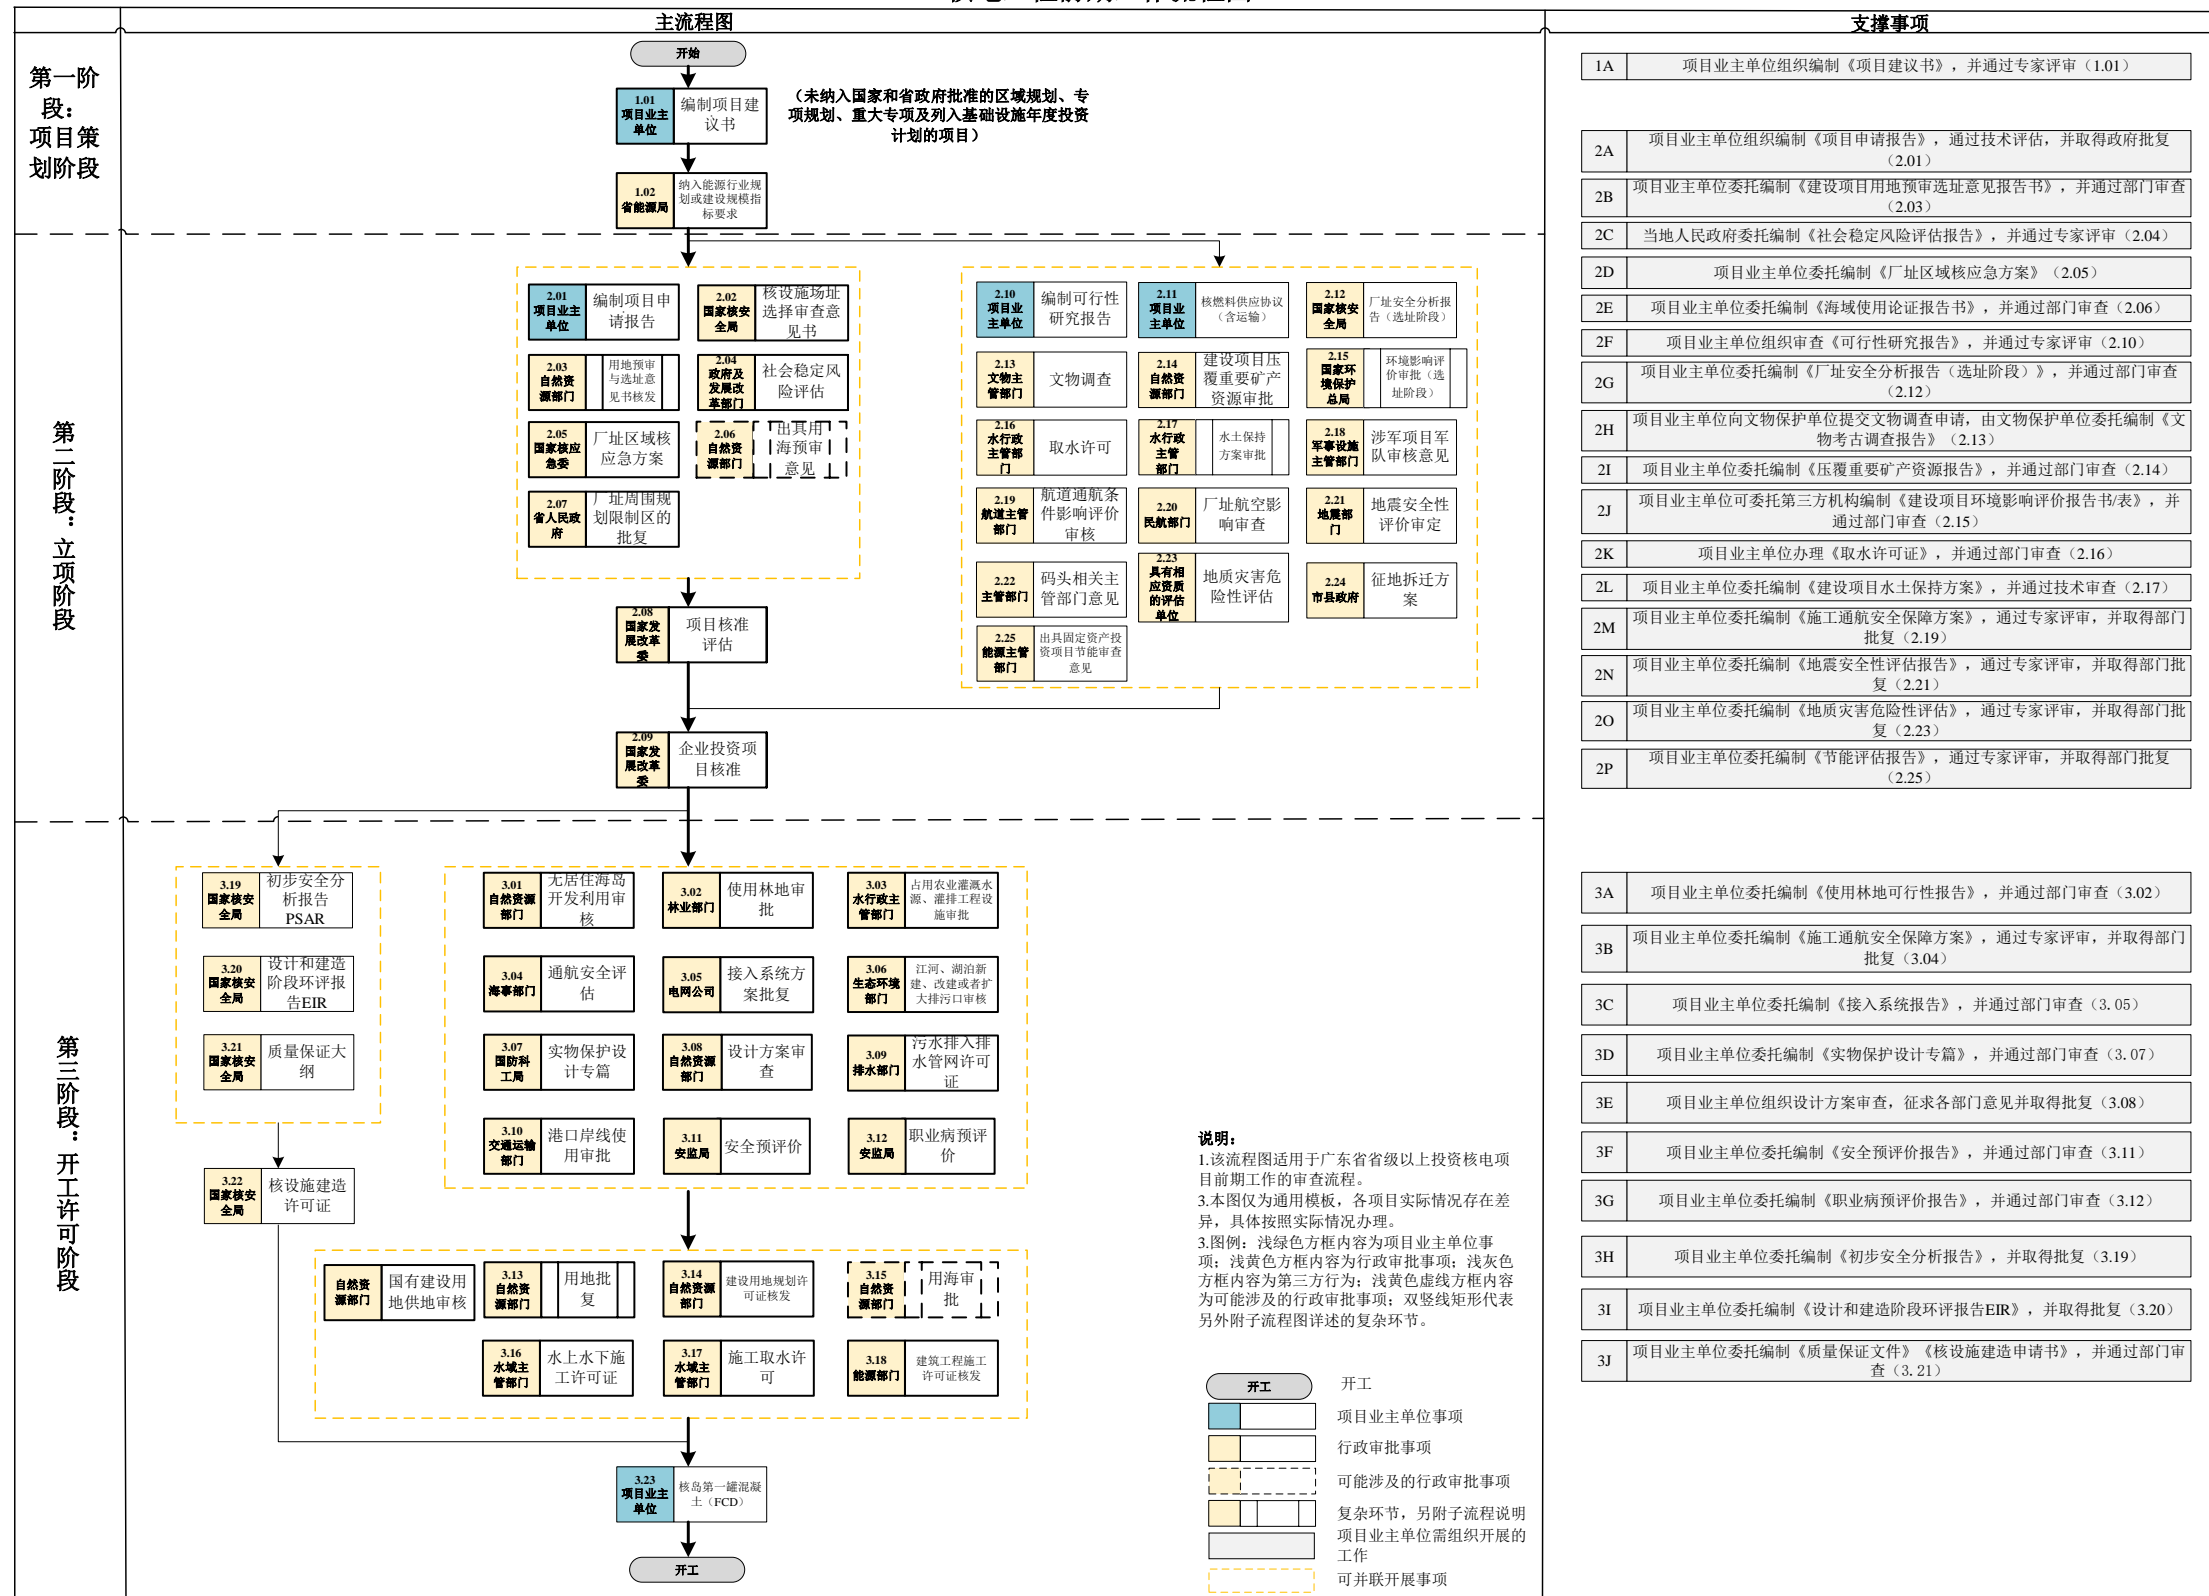 主流程图
支撑事项
第一阶
段：
项目策
划阶段
开始
1.01
项目业主
单位
编制项目建
议书
（未纳入国家和省政府批准的区域规划、专
项规划、重大专项及列入基础设施年度投资
计划的项目）
1.02
省能源局
纳入能源行业规
划或建设规模指
标要求
第二阶段：立项阶段
2.01
项目业主
单位
编制项目申
请报告
2.02
国家核安
全局
核设施场址
选择审查意
见书
2.03
自然资
源部门
用地预审
与选址意
见书核发
2.04
政府及
发展改
革部门
社会稳定风
险评估
2.05
国家核应
急委
厂址区域核
应急方案
2.06
自然资
源部门
出具用
海预审
意见
2.07
省人民政
府
厂址周围规
划限制区的
批复
2.08
国家发
展改革
委
项目核准
评估
2.09
国家发
展改革
委
企业投资项
目核准
2.10
项目业
主单位
编制可行性
研究报告
2.11
项目业
主单位
核燃料供应协议
（含运输）
2.12
国家核安
全局
厂址安全分析报
告（选址阶段）
2.13
文物主
管部门
文物调查
2.14
自然资
源部门
建设项目压
覆重要矿产
资源审批
2.15
国家环
境保护
总局
环境影响评
价审批（选
址阶段）
2.16
水行政
主管部
门
取水许可
2.17
水行政
主管
部门
水土保持
方案审批
2.18
军事设施
主管部门
涉军项目军
队审核意见
2.19
航道主管
部门
航道通航条
件影响评价
审核
2.20
民航部门
厂址航空影
响审查
2.21
地震部
门
地震安全性
评价审定
2.22
主管部门
码头相关主
管部门意见
2.23
具有相
应资质
的评估
单位
地质灾害危
险性评估
2.24
市县政府
征地拆迁方
案
2.25
能源主管
部门
出具固定资产投
资项目节能审查
意见
第三阶段：开工许可阶段
3.19
国家核安
全局
初步安全分
析报告
PSAR
3.20
国家核安
全局
设计和建造
阶段环评报
告EIR
3.21
国家核安
全局
质量保证大
纲
3.22
国家核安
全局
核设施建造
许可证
3.01
自然资源
部门
无居住海岛
开发利用审
核
3.02
林业部门
使用林地审
批
3.03
水行政主
管部门
占用农业灌溉水
源、灌排工程设
施审批
3.04
海事部门
通航安全评
估
3.05
电网公司
接入系统方
案批复
3.06
生态环境
部门
江河、湖泊新
建、改建或者扩
大排污口审核
3.07
国防科
工局
实物保护设
计专篇
3.08
自然资源
部门
设计方案审
查
3.09
排水部门
污水排入排
水管网许可
证
3.10
交通运输
部门
港口岸线使
用审批
3.11
安监局
安全预评价
3.12
安监局
职业病预评
价
自然资
源部门
国有建设用
地供地审核
3.13
自然资
源部门
用地批
复
3.14
自然资源
部门
建设用地规划许
可证核发
3.15
自然资
源部门
用海审
批
3.16
水域主
管部门
水上水下施
工许可证
3.17
水域主
管部门
施工取水许
可
3.18
能源部门
建筑工程施工
许可证核发
3.23
项目业主
单位
核岛第一罐混凝
土（FCD）
开工
说明：
1.该流程图适用于广东省省级以上投资核电项
目前期工作的审查流程。
3.本图仅为通用模板，各项目实际情况存在差
异，具体按照实际情况办理。
3.图例：浅绿色方框内容为项目业主单位事
项；浅黄色方框内容为行政审批事项；浅灰色
方框内容为第三方行为；浅黄色虚线方框内容
为可能涉及的行政审批事项；双竖线矩形代表
另外附子流程图详述的复杂环节。
开工
开工
项目业主单位事项
行政审批事项
可能涉及的行政审批事项
复杂环节，另附子流程说明
项目业主单位需组织开展的
工作
可并联开展事项
1A 项目业主单位组织编制《项目建议书》，并通过专家评审（1.01）
2A 项目业主单位组织编制《项目申请报告》，通过技术评估，并取得政府批复
（2.01）
2B 项目业主单位委托编制《建设项目用地预审选址意见报告书》，并通过部门审查
（2.03）
2C 当地人民政府委托编制《社会稳定风险评估报告》，并通过专家评审（2.04）
2D 项目业主单位委托编制《厂址区域核应急方案》（2.05）
2E 项目业主单位委托编制《海域使用论证报告书》，并通过部门审查（2.06）
2F 项目业主单位组织审查《可行性研究报告》，并通过专家评审（2.10）
2G 项目业主单位委托编制《厂址安全分析报告（选址阶段）》，并通过部门审查
（2.12）
2H 项目业主单位向文物保护单位提交文物调查申请，由文物保护单位委托编制《文
物考古调查报告》（2.13）
2I 项目业主单位委托编制《压覆重要矿产资源报告》，并通过部门审查（2.14）
2J 项目业主单位可委托第三方机构编制《建设项目环境影响评价报告书/表》，并
通过部门审查（2.15）
2K 项目业主单位办理《取水许可证》，并通过部门审查（2.16）
2L 项目业主单位委托编制《建设项目水土保持方案》，并通过技术审查（2.17）
2M 项目业主单位委托编制《施工通航安全保障方案》，通过专家评审，并取得部门
批复（2.19）
2N 项目业主单位委托编制《地震安全性评估报告》，通过专家评审，并取得部门批
复（2.21）
2O 项目业主单位委托编制《地质灾害危险性评估》，通过专家评审，并取得部门批
复（2.23）
2P 项目业主单位委托编制《节能评估报告》，通过专家评审，并取得部门批复
（2.25）
3A 项目业主单位委托编制《使用林地可行性报告》，并通过部门审查（3.02）
3B 项目业主单位委托编制《施工通航安全保障方案》，通过专家评审，并取得部门
批复（3.04）
3C 项目业主单位委托编制《接入系统报告》，并通过部门审查（3.05）
3D 项目业主单位委托编制《实物保护设计专篇》，并通过部门审查（3.07）
3E 项目业主单位组织设计方案审查，征求各部门意见并取得批复（3.08）
3F 项目业主单位委托编制《安全预评价报告》，并通过部门审查（3.11）
3G 项目业主单位委托编制《职业病预评价报告》，并通过部门审查（3.12）
3H 项目业主单位委托编制《初步安全分析报告》，并取得批复（3.19）
3I 项目业主单位委托编制《设计和建造阶段环评报告EIR》，并取得批复（3.20）
3J 项目业主单位委托编制《质量保证文件》《核设施建造申请书》，并通过部门审
查（3.21）